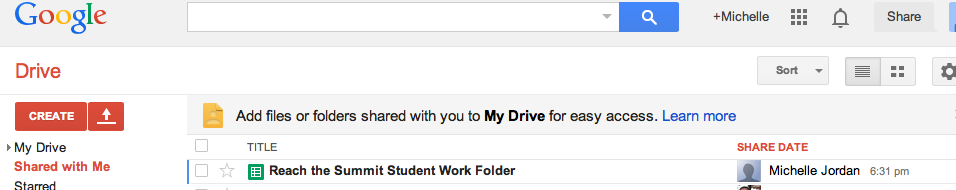 Google
+Michelle
Share
Drive
Sort
CREATE
Add files or folders shared with you to My Drive for easy access. Learn more
My Drive
TITLE
SHARE DATE
Shared with Me
Reach the Summit Student Work Folder
Michelle Jordan 6:31 pm
Starred